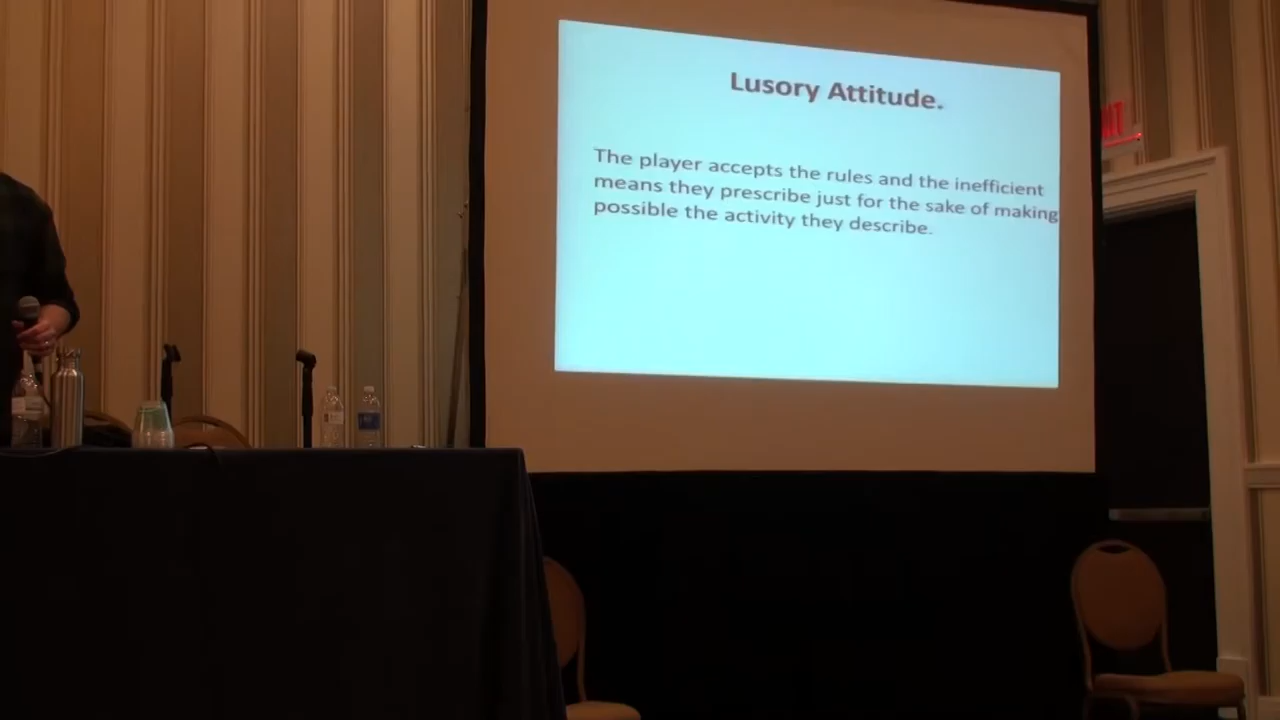 Lusory Attitude.
The player accepts the rules and the inefficient
means they prescribe just for the sake of making
possible the activity they describe.